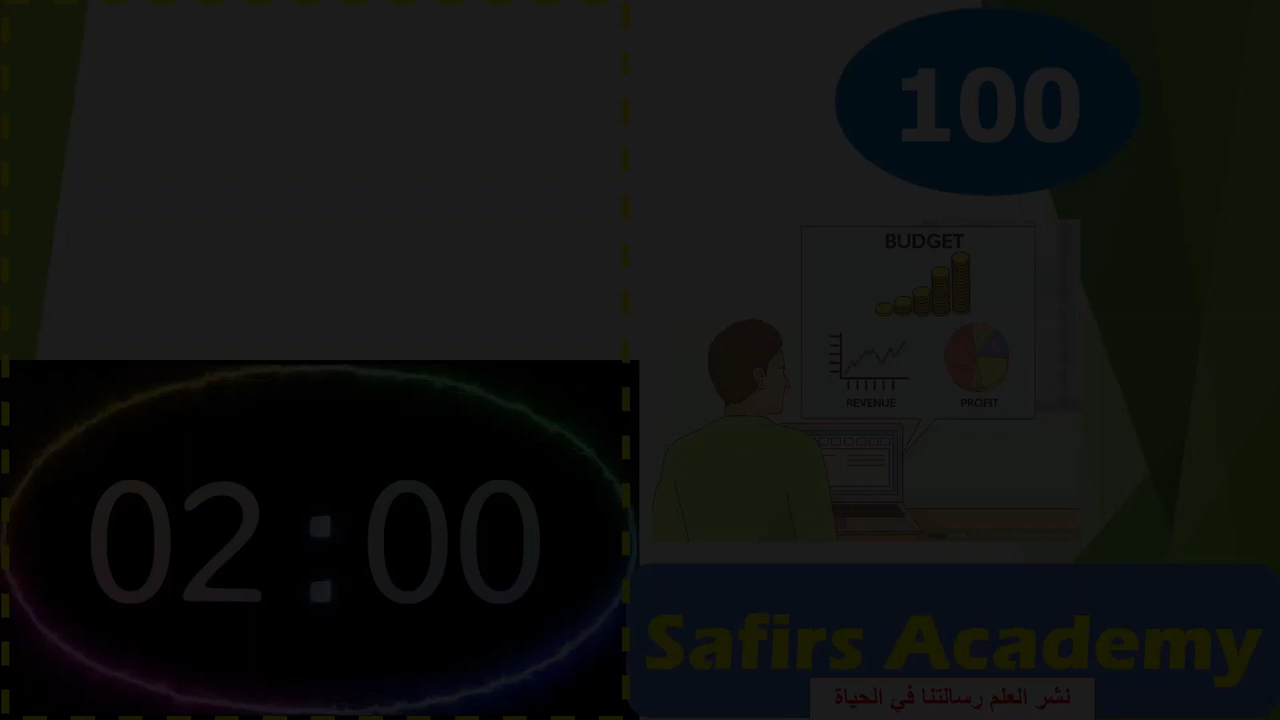 100
BUDGET
REVENUE
PROFIT
02:00
Safirs Academy
نشر العلم رسالتنا في الحياة